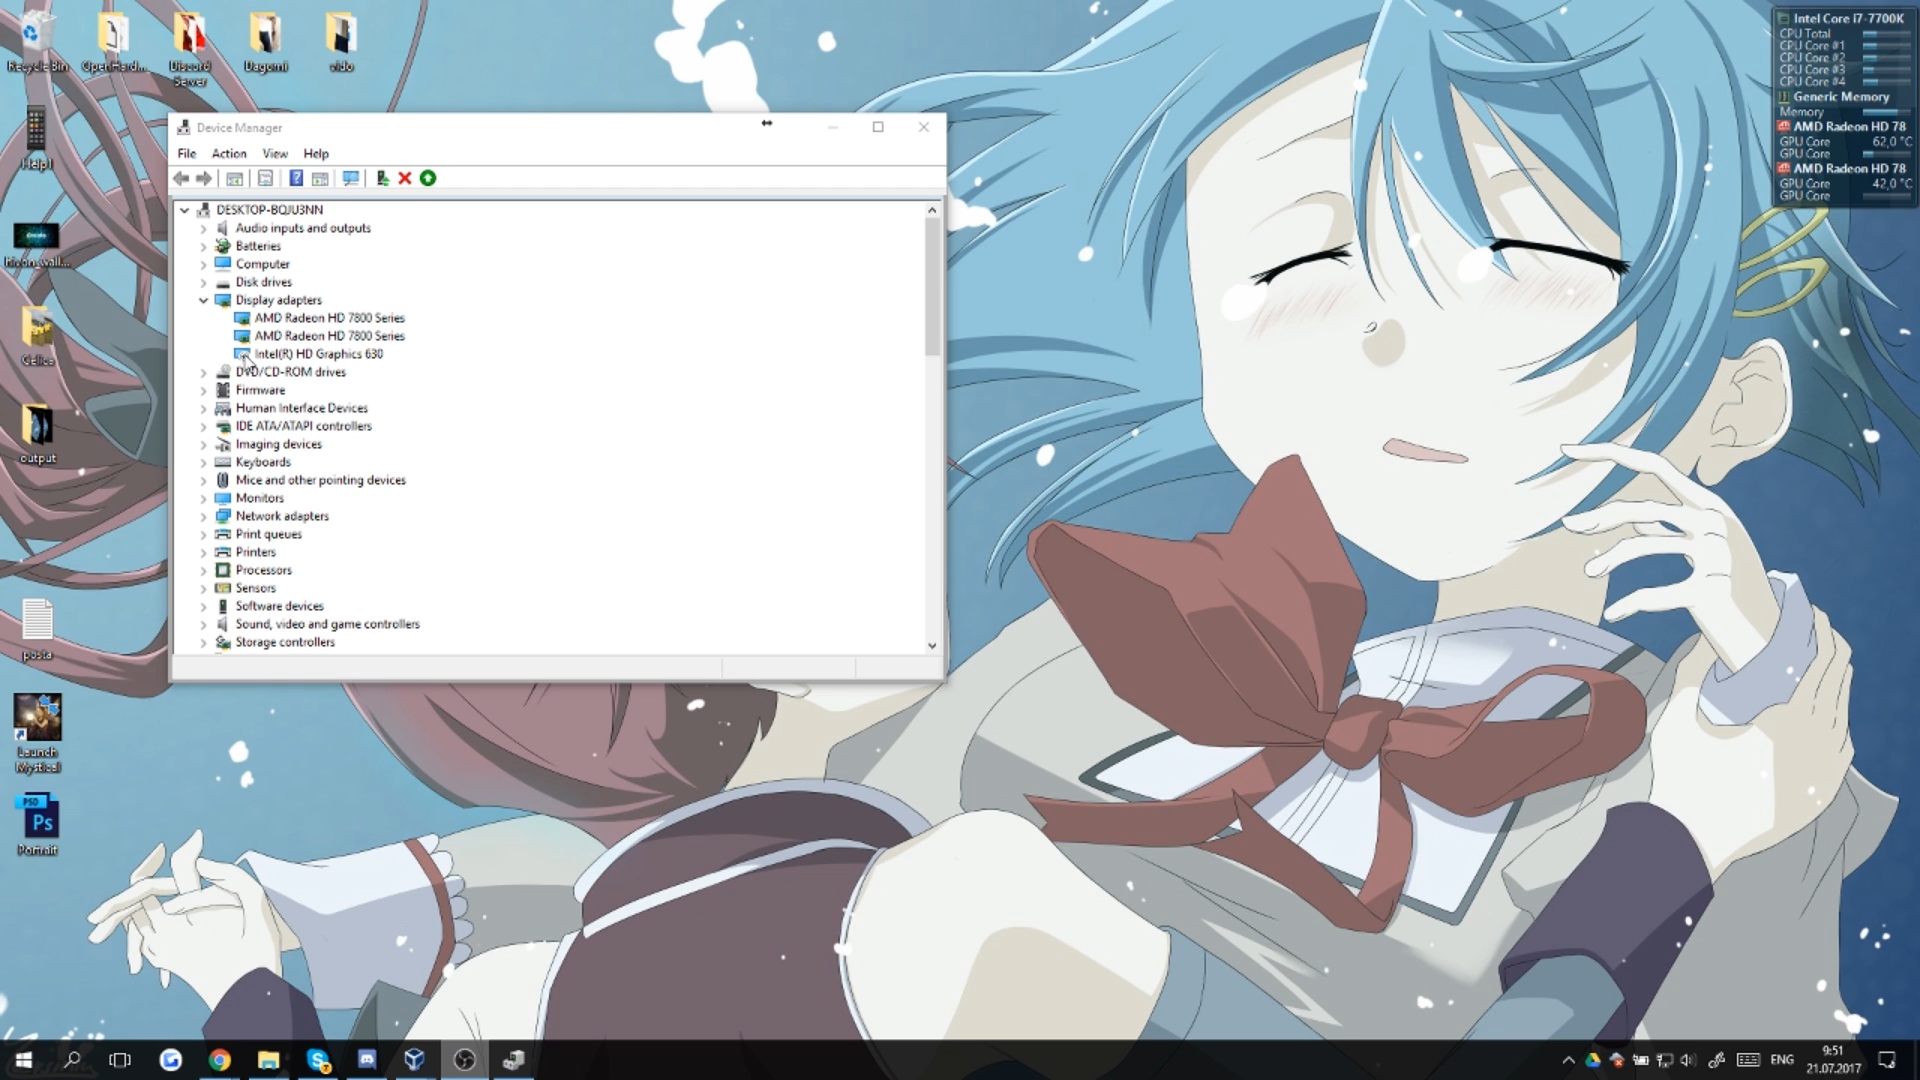 Recycle Bin
OpenHard...
Discord
Server
Dagomi
vido
Help1
Celica
output
posta
Launch
Mystical
PSD
Ps
Portrait
Device Manager
File Action View Help
DESKTOP-BQJU3NN
Audio inputs and outputs
Batteries
Computer
Disk drives
Display adapters
AMD Radeon HD 7800 Series
AMD Radeon HD 7800 Series
Intel(R) HD Graphics 630
DVD/CD-ROM drives
Firmware
Human Interface Devices
IDE ATA/ATAPI controllers
Imaging devices
Keyboards
Mice and other pointing devices
Monitors
Network adapters
Print queues
Printers
Processors
Sensors
Software devices
Sound, video and game controllers
Storage controllers
Intel Core i7-7700K
CPU Total
CPU Core #1
CPU Core #2
CPU Core #3
CPU Core #4
Generic Memory
Memory
AMD Radeon HD 78
GPU Core 62,0 °C
GPU Core
AMD Radeon HD 78
GPU Core 42,0 °C
GPU Core
ENG
9:51
21.07.2017